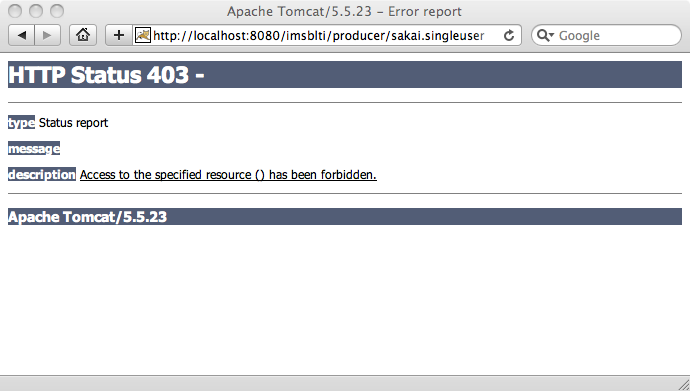 Apache Tomcat/5.5.23 – Error report
http://localhost:8080/imsblti/producer/sakai.singleuser
Google
HTTP Status 403 -
type Status report
message
description Access to the specified resource () has been forbidden.
Apache Tomcat/5.5.23